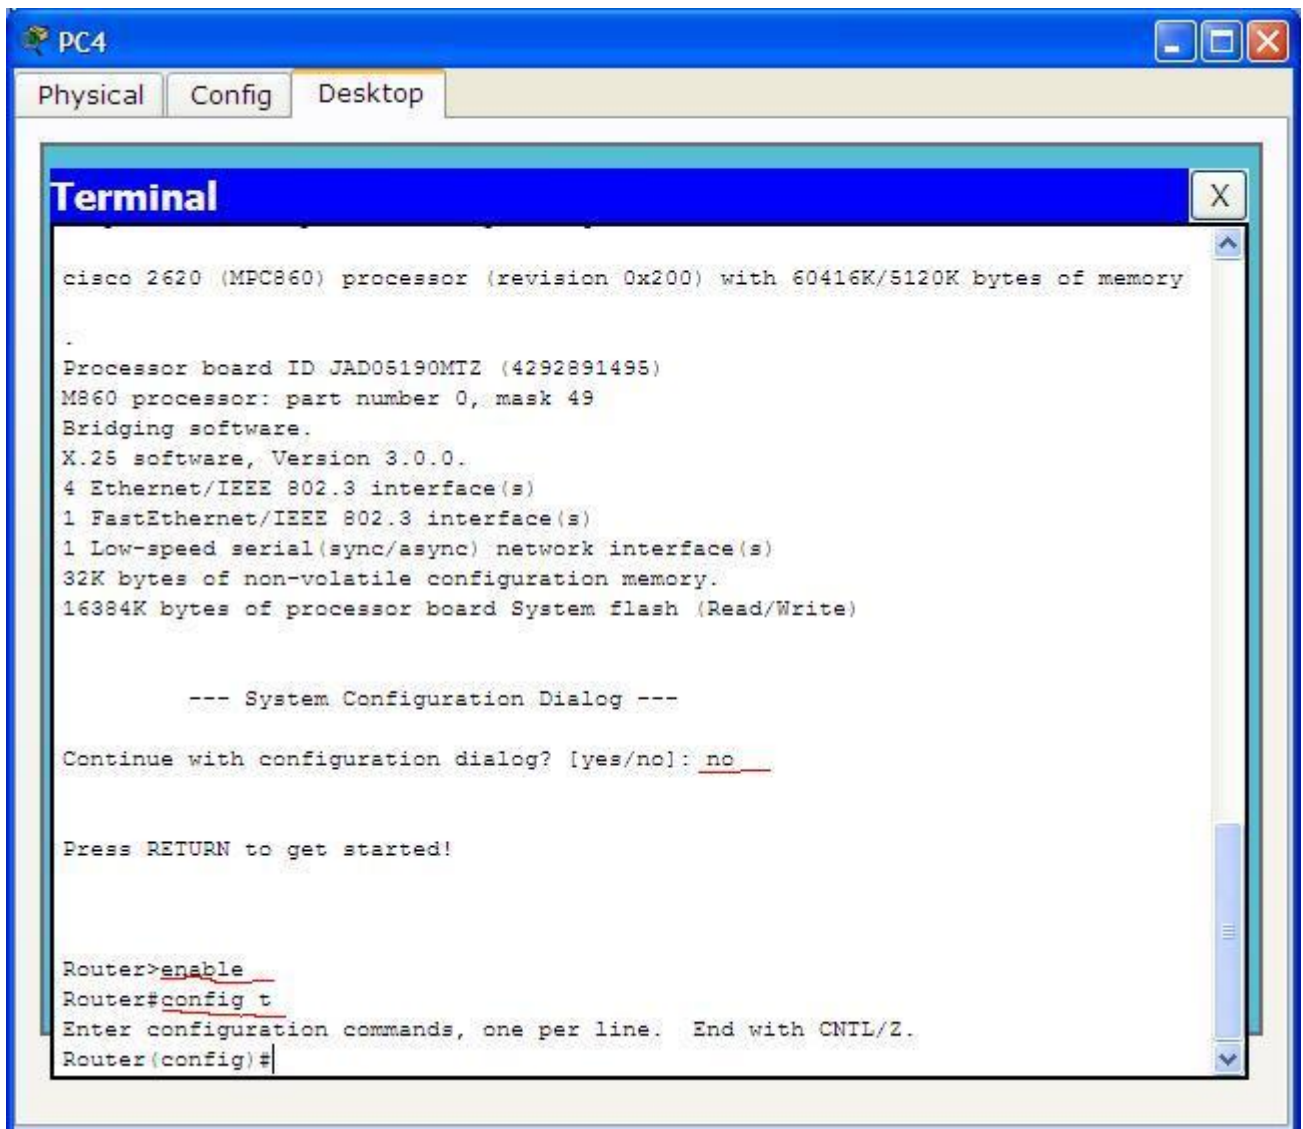 PC4
Physical Config Desktop
Terminal
X
cisco 2620 (MPC860) processor (revision 0x200) with 60416K/5120K bytes of memory
.
Processor board ID JAD05190MTZ (4292891495)
M860 processor: part number 0, mask 49
Bridging software.
X.25 software, Version 3.0.0.
4 Ethernet/IEEE 802.3 interface(s)
1 FastEthernet/IEEE 802.3 interface(s)
1 Low-speed serial(sync/async) network interface(s)
32K bytes of non-volatile configuration memory.
16384K bytes of processor board System flash (Read/Write)
--- System Configuration Dialog ---
Continue with configuration dialog? [yes/no]: no
Press RETURN to get started!
Router>enable
Router#config t
Enter configuration commands, one per line.  End with CNTL/Z.
Router(config)#